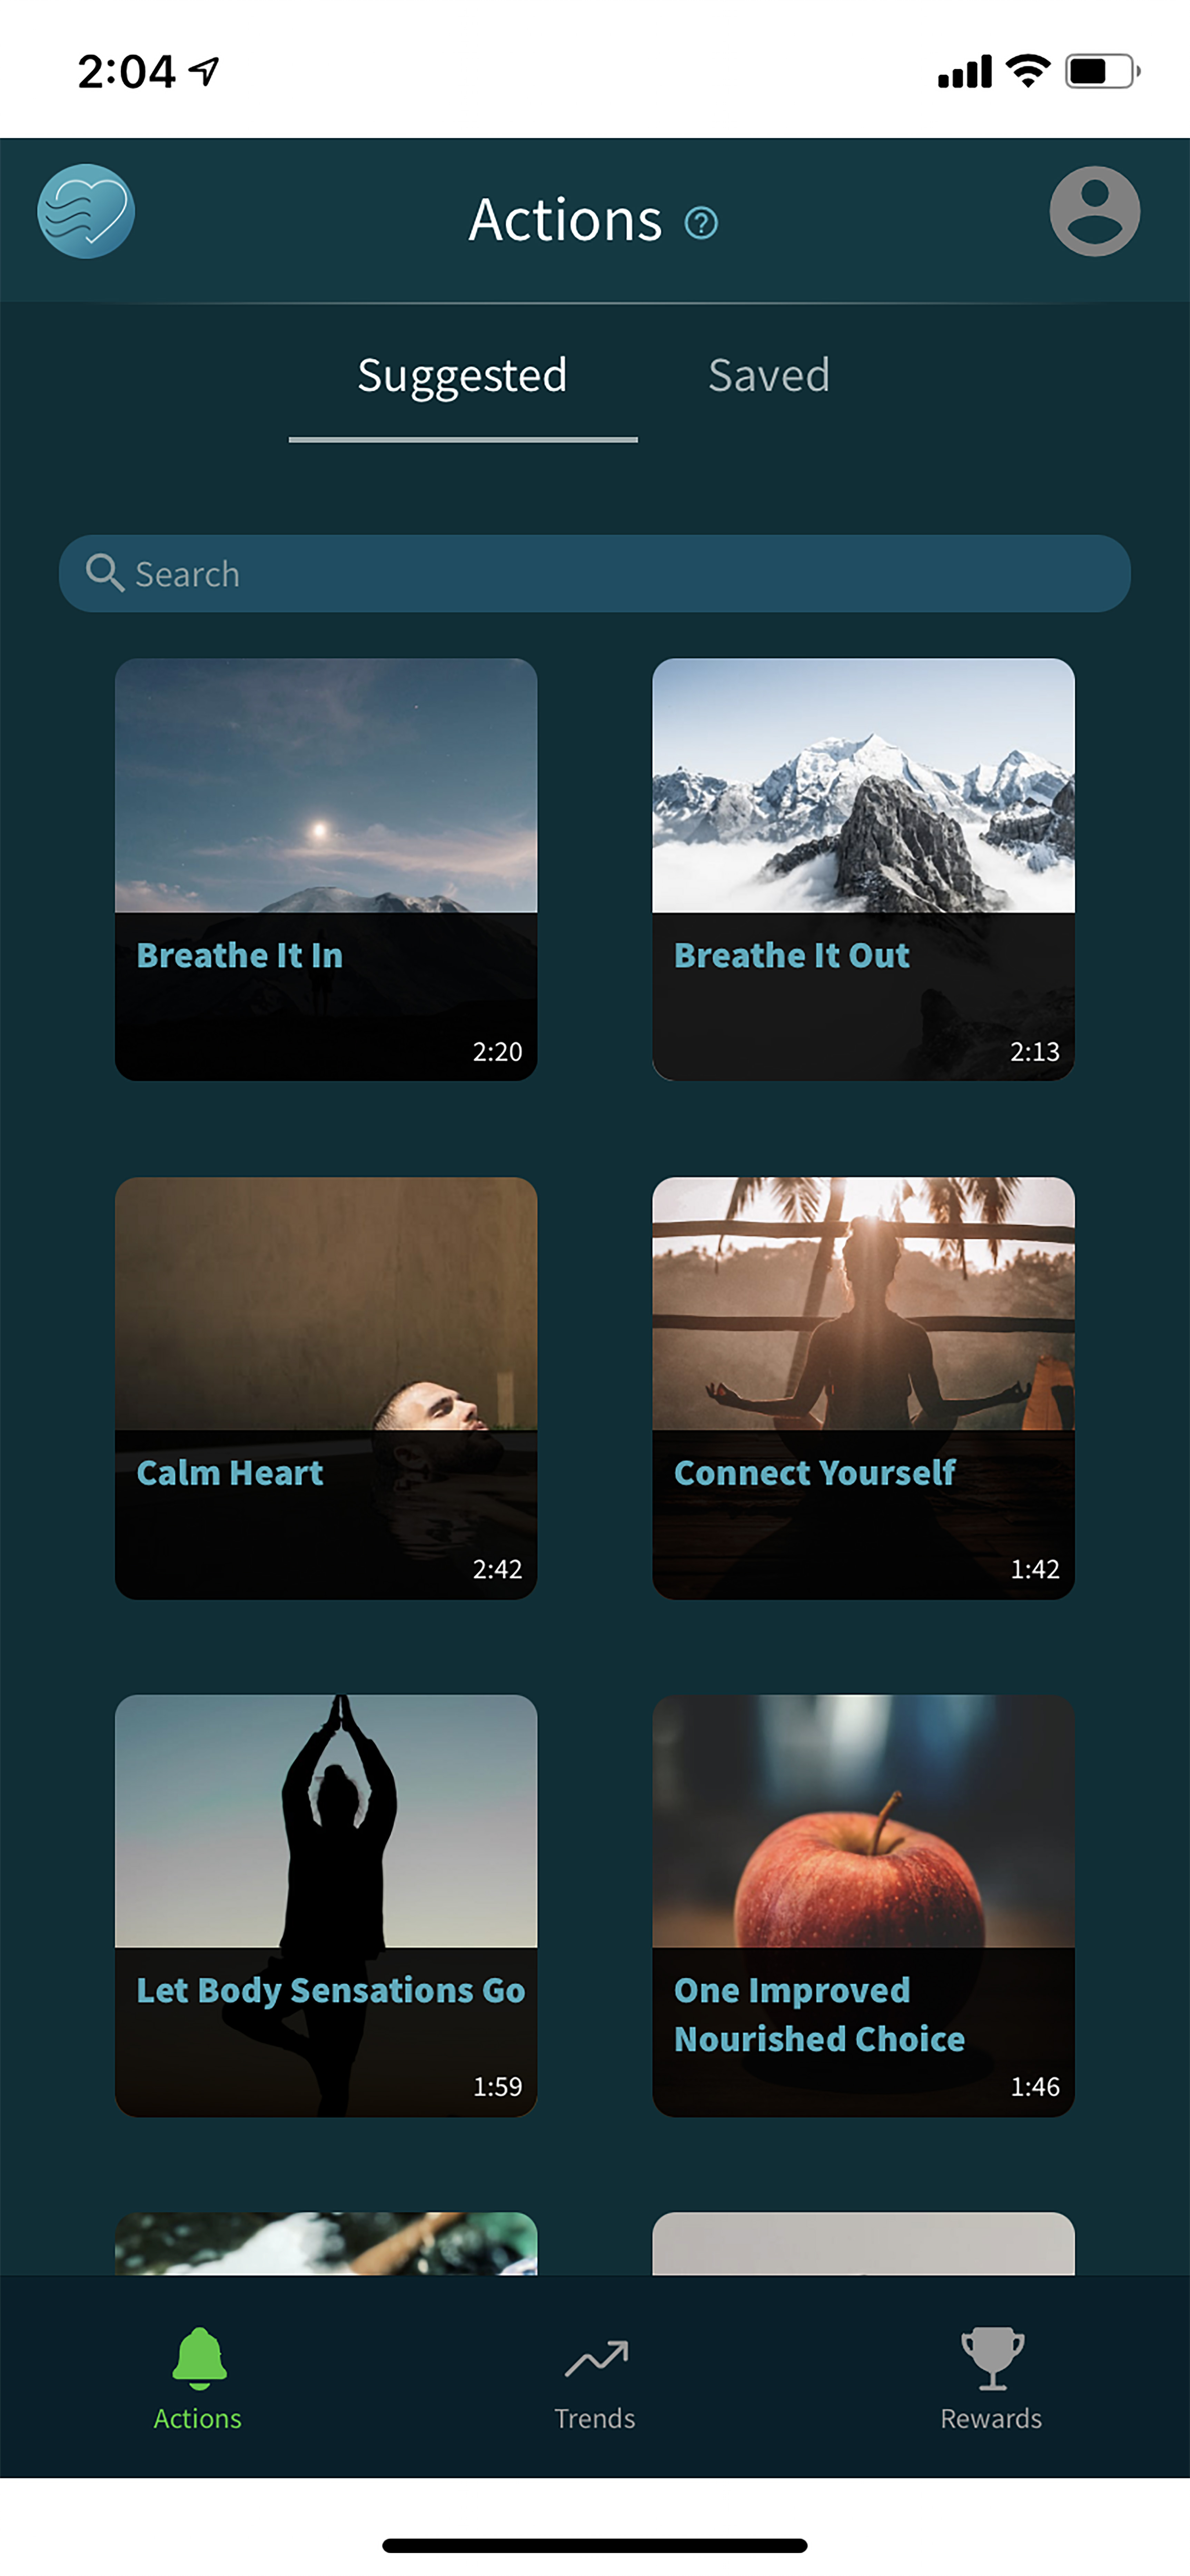 2:04
Actions
Suggested Saved
Search
Breathe It In
2:20
Breathe It Out
2:13
Calm Heart
2:42
Connect Yourself
1:42
Let Body Sensations Go
1:59
One Improved
Nourished Choice
1:46
Actions Trends Rewards